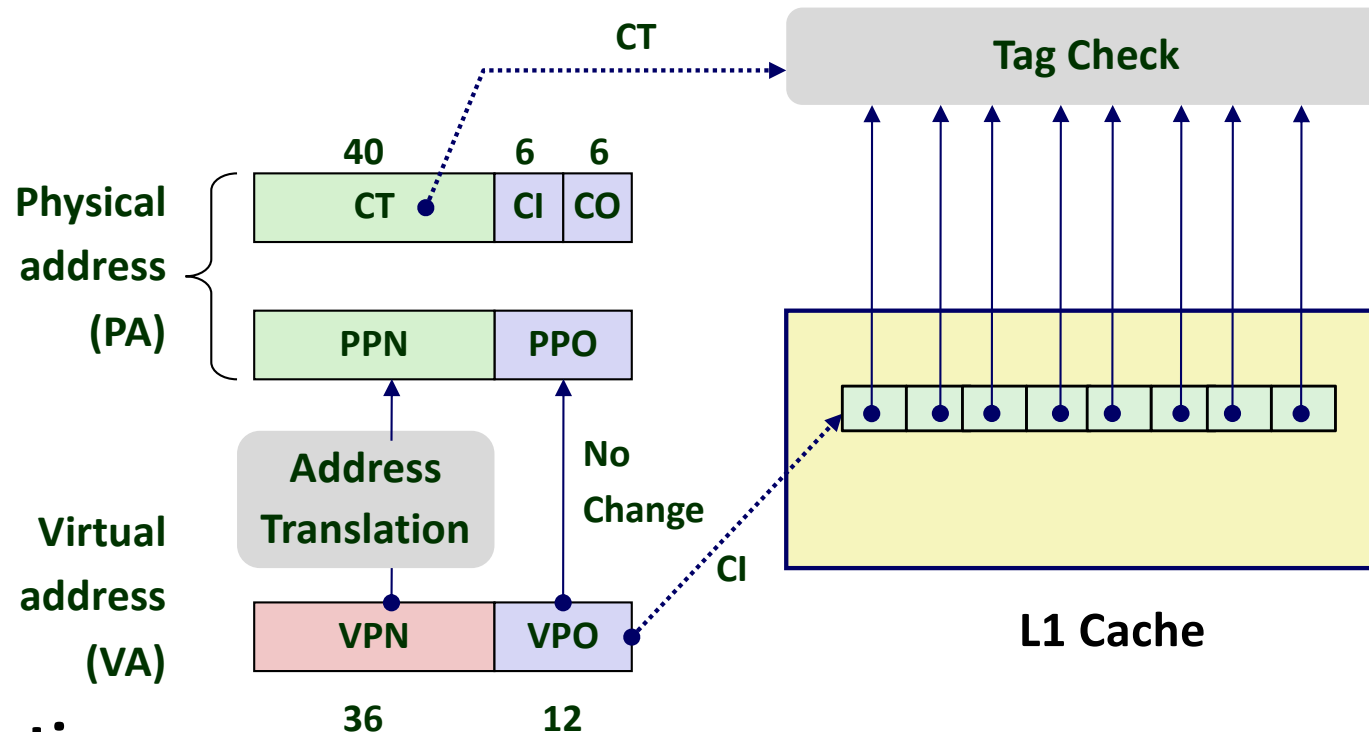 CT
Tag Check
40
6
6
Physical
address
(PA)
CT
CI
CO
PPN
PPO
Address
Translation
No
Change
CI
Virtual
address
(VA)
VPN
VPO
L1 Cache
36
12